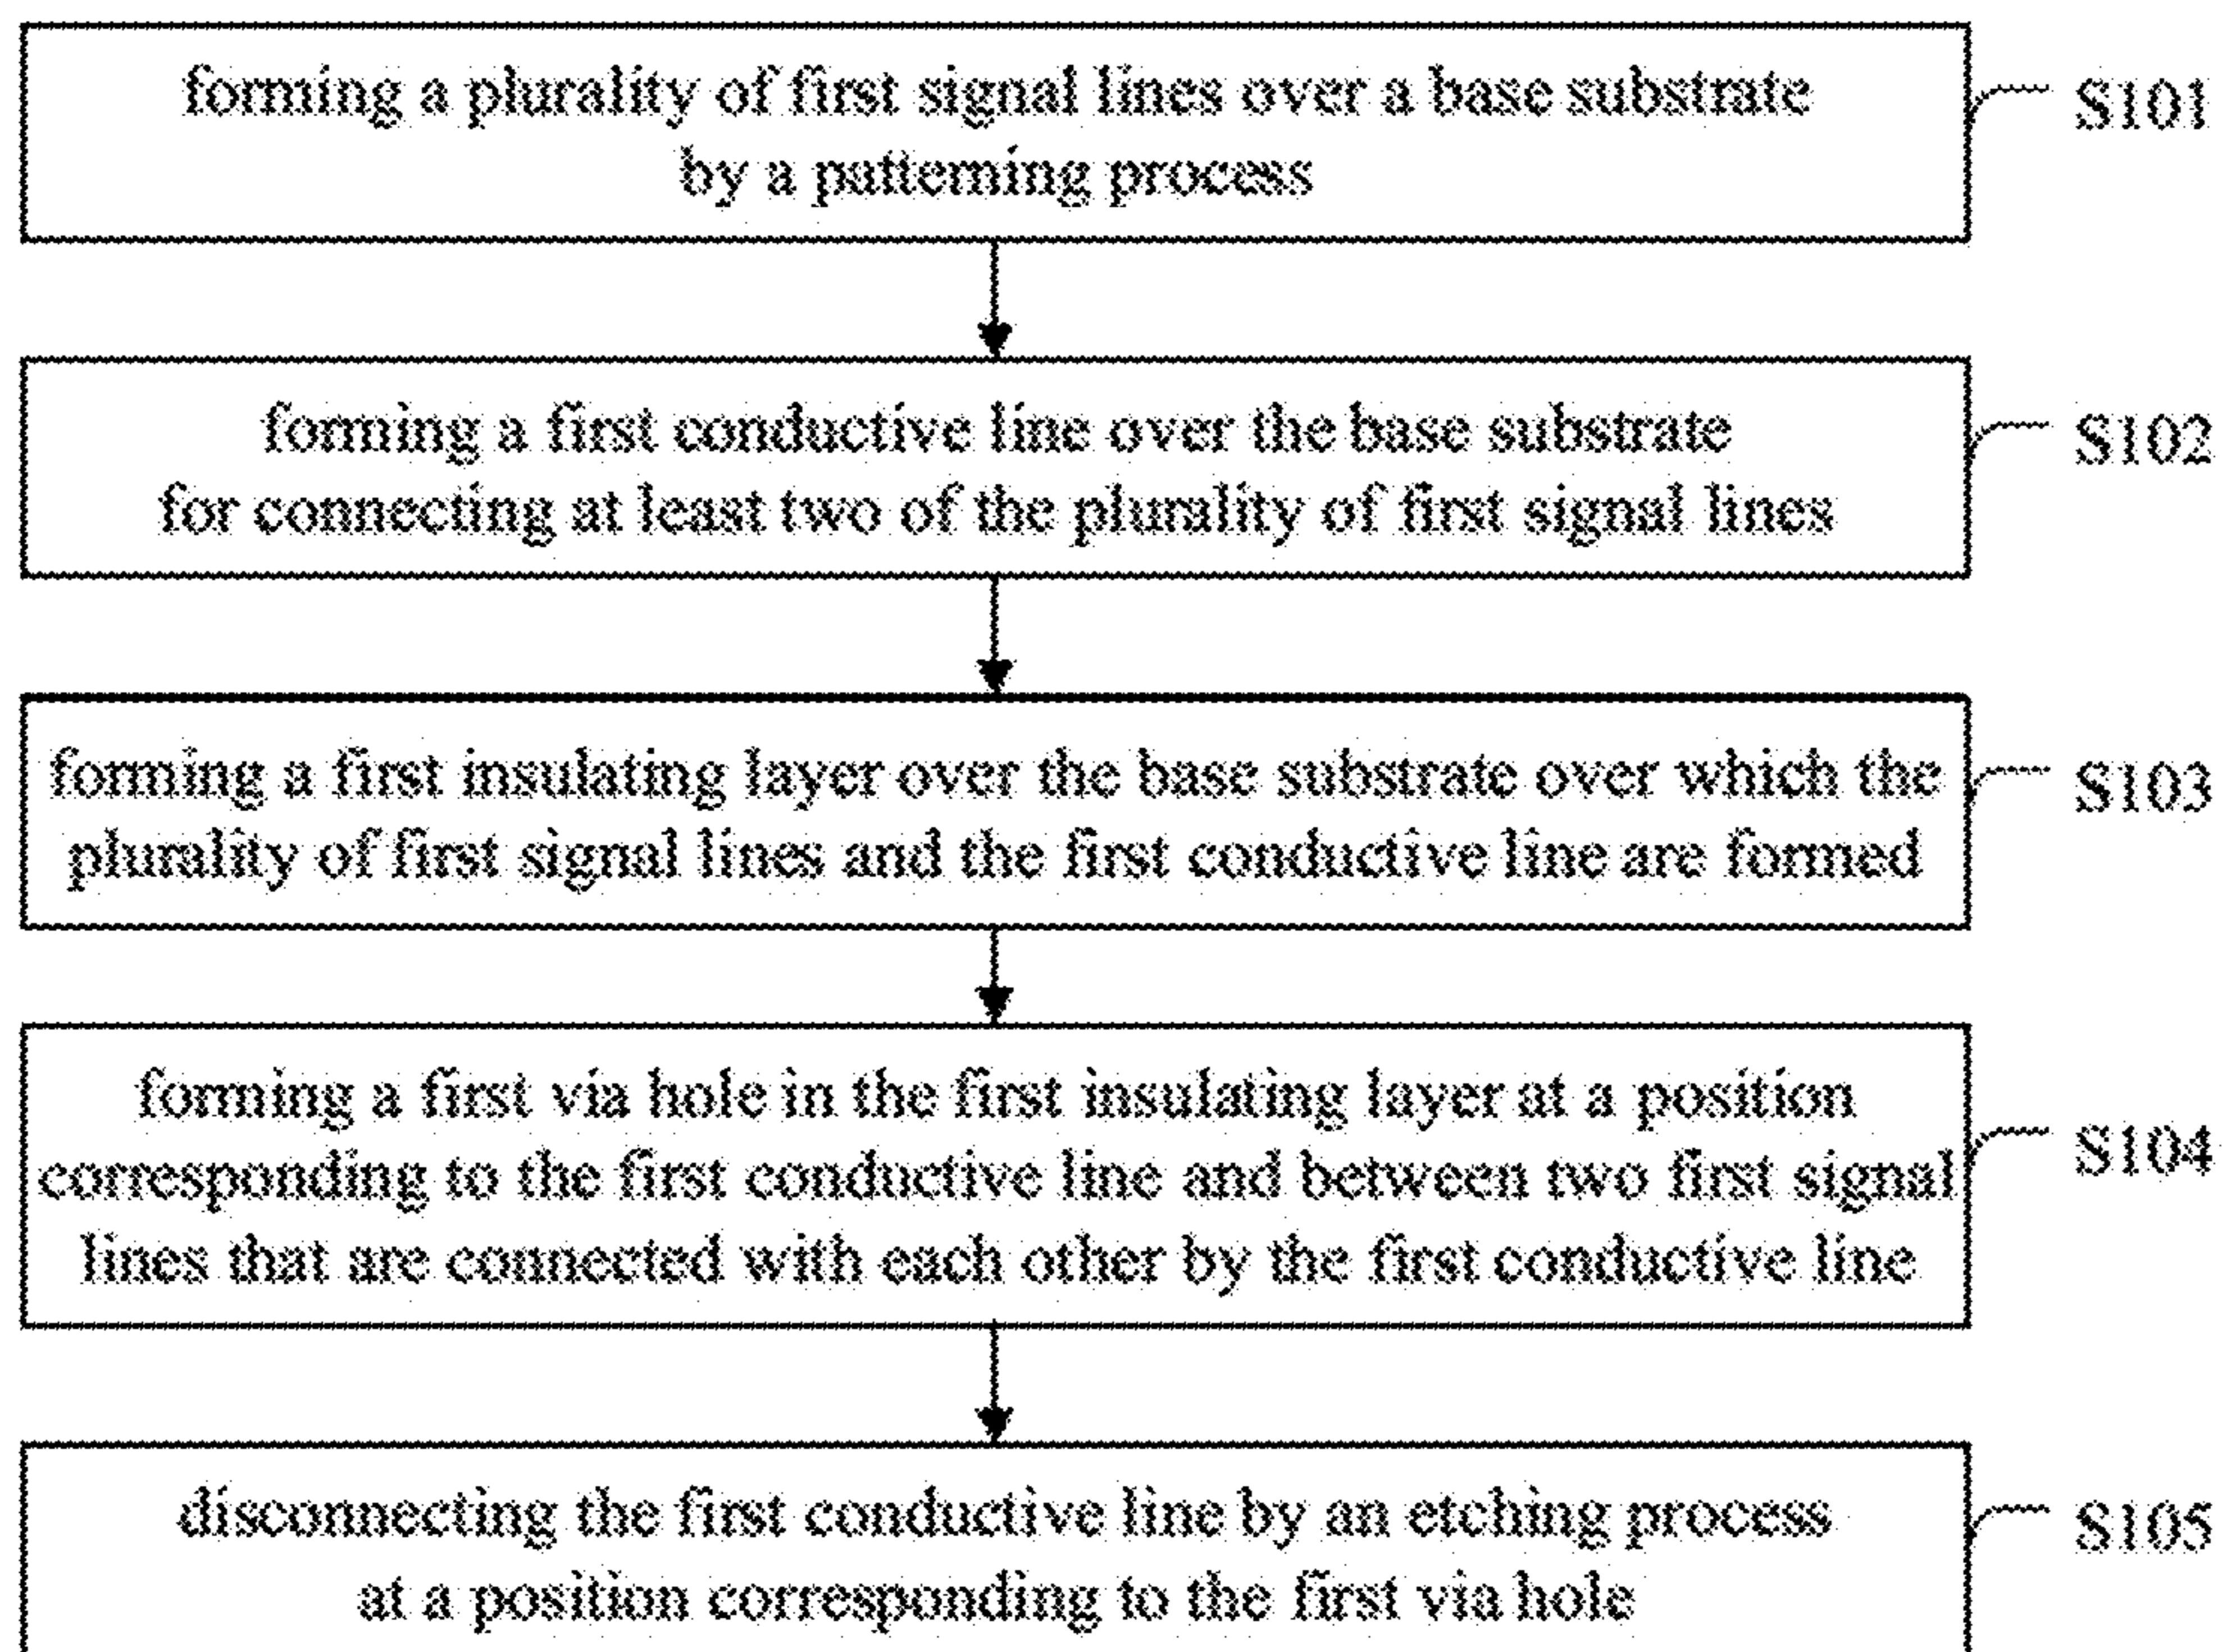 forming a plurality of first signal lines over a base substrate
by a patterning process
S101
forming a first conductive line over the base substrate
for connecting at least two of the plurality of first signal lines
S102
forming a first insulating layer over the base substrate over which the
plurality of first signal lines and the first conductive line are formed
S103
forming a first via hole in the first insulating layer at a position
corresponding to the first conductive line and between two first signal
lines that are connected with each other by the first conductive line
S104
disconnecting the first conductive line by an etching process
at a position corresponding to the first via hole
S105